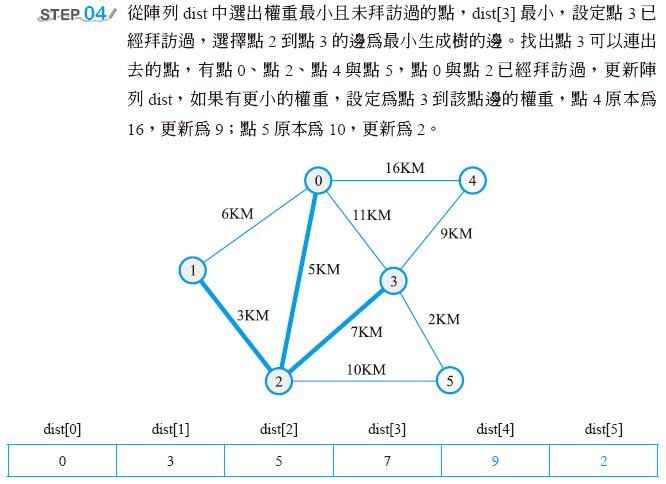 STEP 04 從陣列 dist 中選出權重最小且未拜訪過的點,dist[3] 最小,設定點 3 已
經拜訪過,選擇點 2 到點 3 的邊為最小生成樹的邊。找出點 3 可以連出
去的點,有點 0、點 2、點 4 與點 5,點 0 與點 2 已經拜訪過,更新陣
列 dist,如果有更小的權重,設定為點 3 到該點邊的權重,點 4 原本為
16,更新為 9;點 5 原本為 10,更新為 2。
0 16KM 4
6KM 11KM
9KM
1 5KM 3
3KM 2KM
7KM
10KM
2 5
dist[0] dist[1] dist[2] dist[3] dist[4] dist[5]
0 3 5 7 9 2